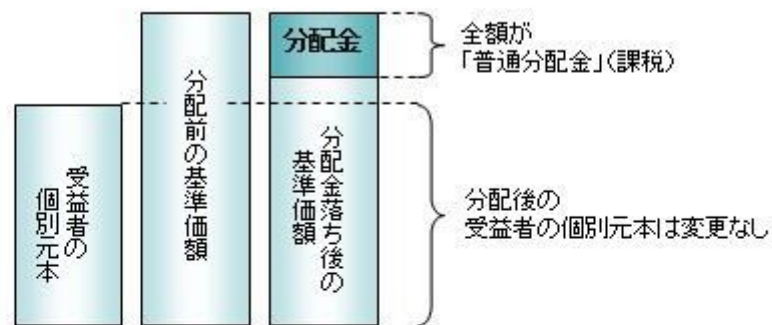 受益者の
個別元本
分配前の基準価額
分配金
分配金落ち後の
基準価額
全額が
「普通分配金」(課税)
分配後の
受益者の個別元本は変更なし